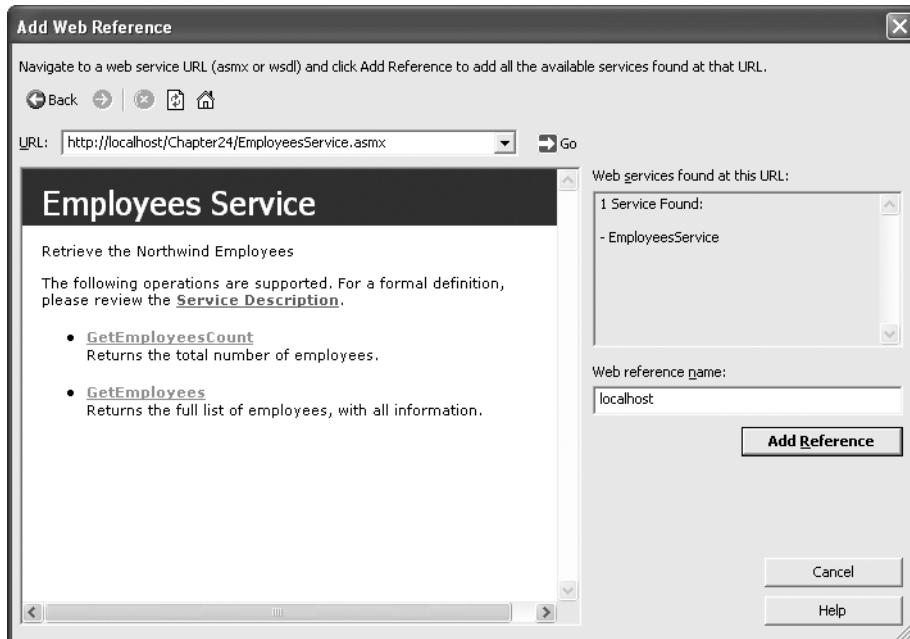 Add Web Reference
Navigate to a web service URL (asmx or wsdl) and click Add Reference to add all the available services found at that URL.
Back
URL: http://localhost/Chapter24/EmployeesService.asmx Go
Employees Service
Retrieve the Northwind Employees
The following operations are supported. For a formal definition,
please review the Service Description.
• GetEmployeesCount
Returns the total number of employees.
• GetEmployees
Returns the full list of employees, with all information.
Web services found at this URL:
1 Service Found:
- EmployeesService
Web reference name:
localhost
Add Reference
Cancel
Help